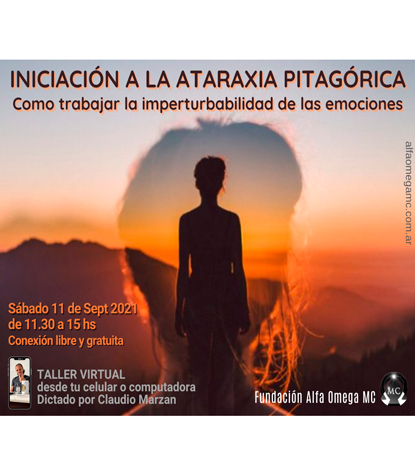 INICIACIÓN A LA ATARAXIA PITAGÓRICA
Como trabajar la imperturbabilidad de las emociones
alfaomegamc.com.ar
Sábado 11 de Sept 2021
de 11.30 a 15 hs
Conexión libre y gratuita
TALLER VIRTUAL
desde tu celular o computadora
Dictado por Claudio Marzan
Fundación Alfa Omega MC
MC